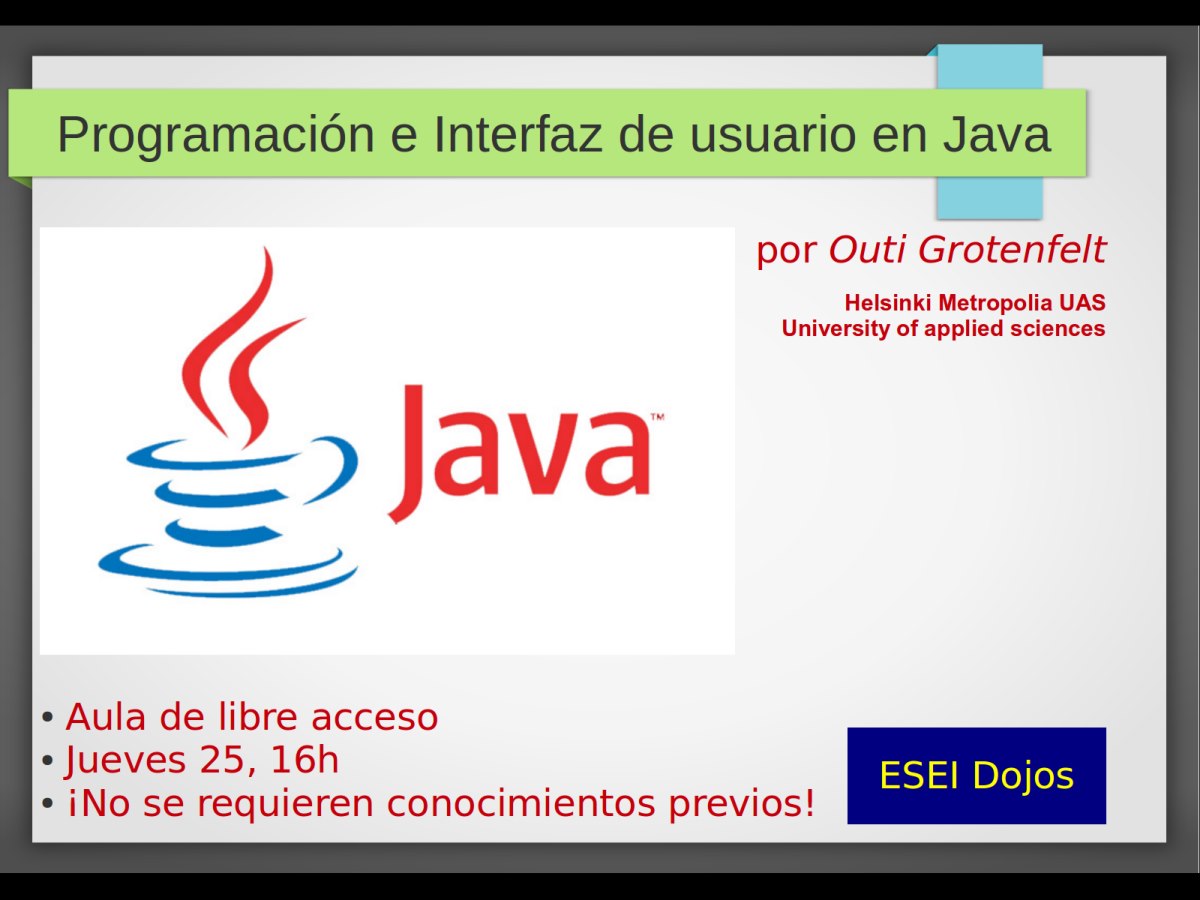 Programación e Interfaz de usuario en Java
por Outi Grotenfelt
Helsinki Metropolia UAS
University of applied sciences
Java™
• Aula de libre acceso
• Jueves 25, 16h
• ¡No se requieren conocimientos previos!
ESEI Dojos